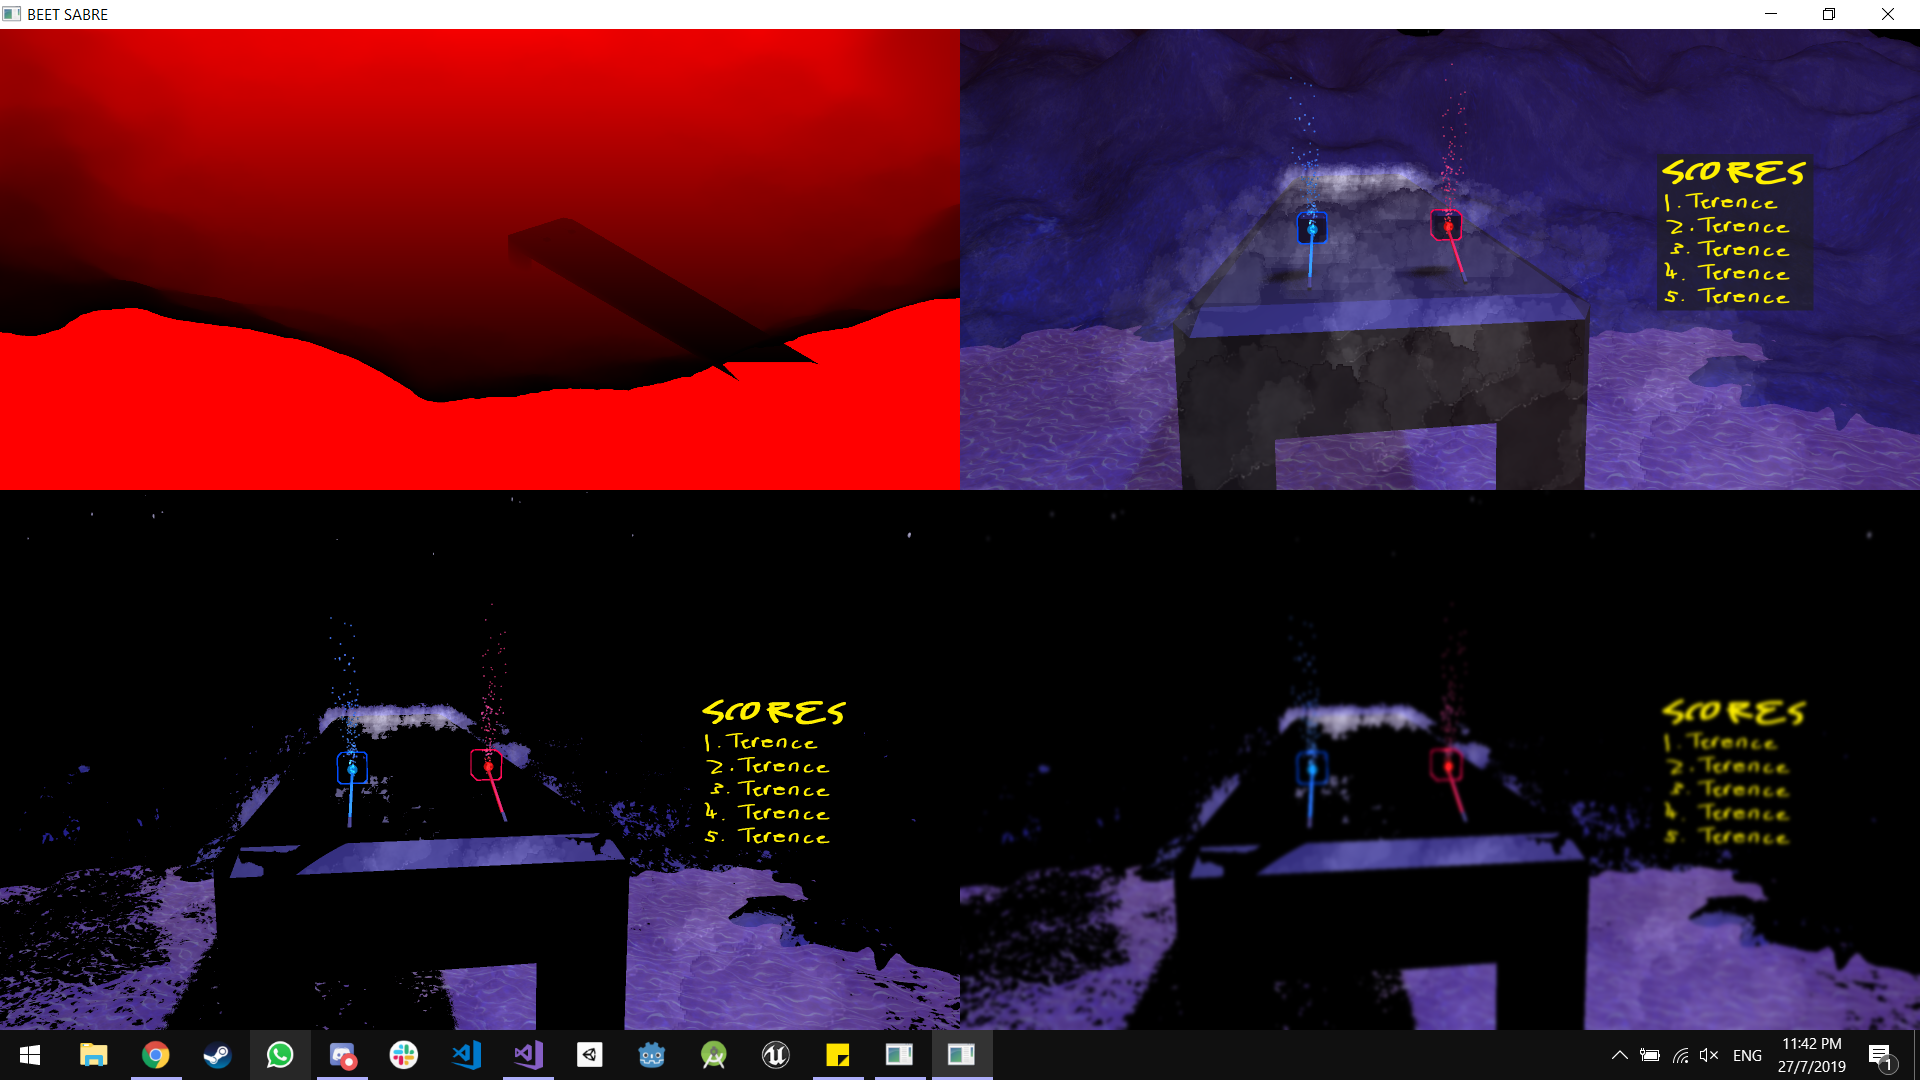 BEET SABRE
SCORES
1. Terence
2. Terence
3. Terence
4. Terence
5. Terence
SCORES
1. Terence
2. Terence
3. Terence
4. Terence
5. Terence
SCORES
1. Terence
2. Terence
3. Terence
4. Terence
5. Terence
ENG
11:42 PM
27/7/2019
1